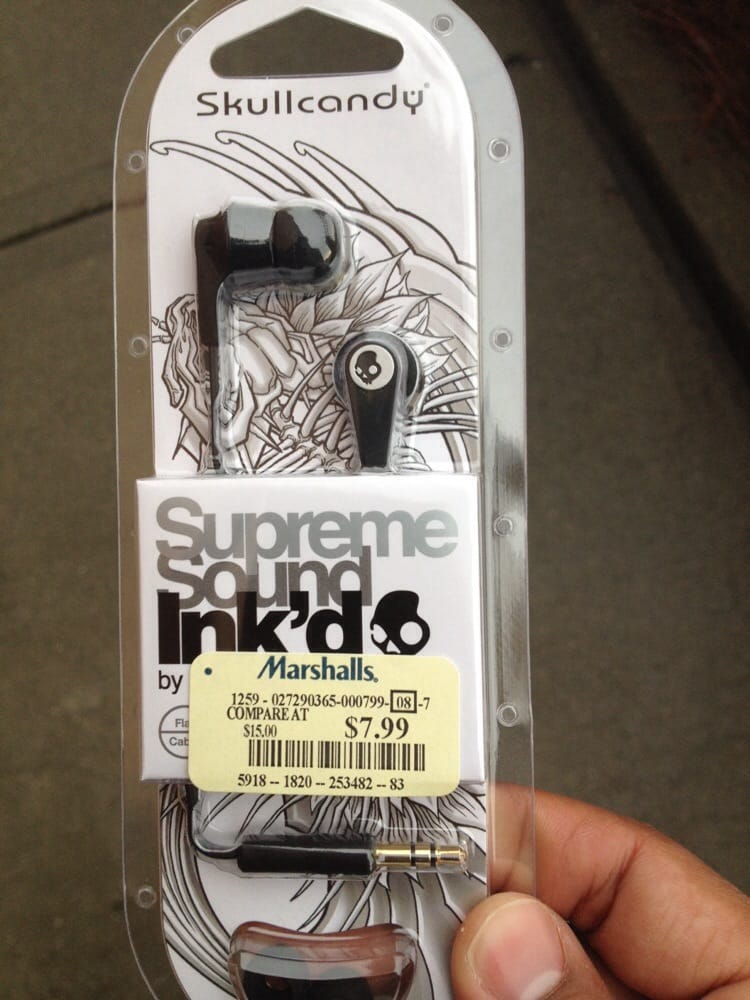 Skullcandy
Supreme
Sound
Ink'd
by
Marshalls.
1259 - 027290365-000799-08-7
COMPARE AT
$15.00
$7.99
5918 -- 1820 -- 253482 -- 83